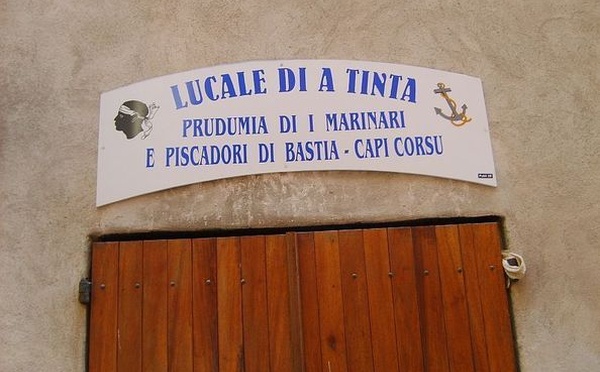 LUCALE DI A TINTA
PRUDUMIA DI I MARINARI
E PISCADORI DI BASTIA - CAPI CORSU